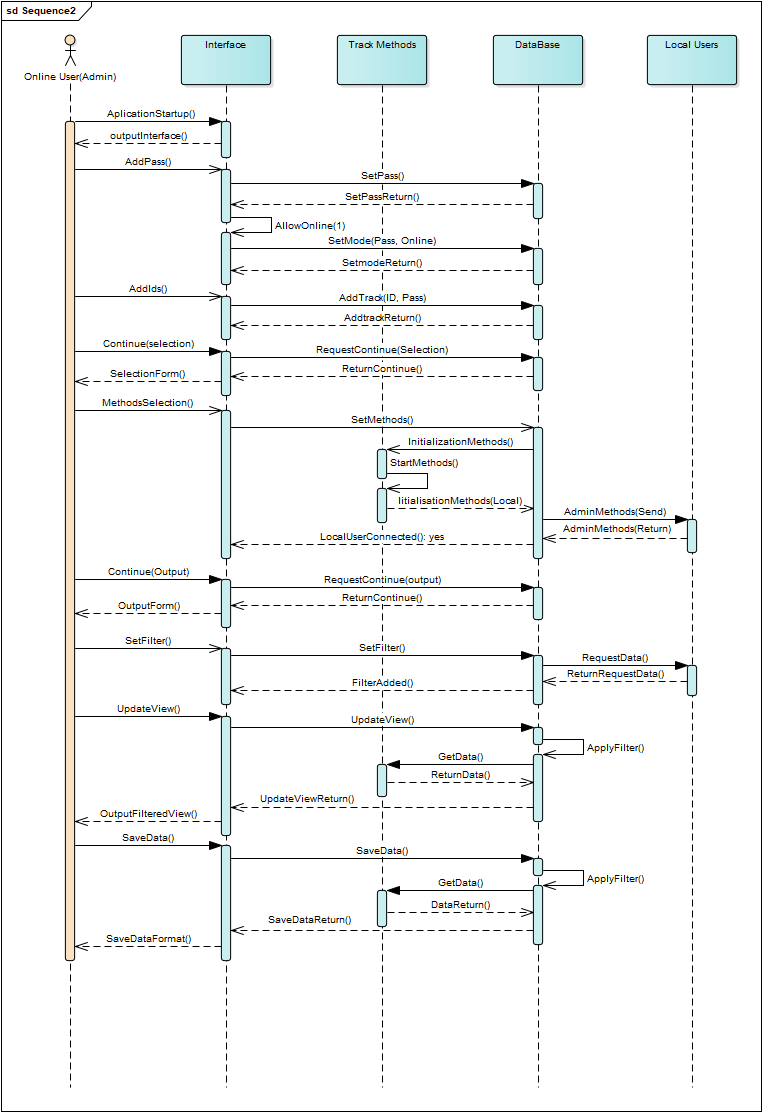 sd Sequence2
Interface
Track Methods
DataBase
Local Users
Online User(Admin)
AplicationStartup()
outputInterface()
AddPass()
SetPass()
SetPassReturn()
AllowOnline(1)
SetMode(Pass, Online)
SetmodeReturn()
AddIds()
AddTrack(ID, Pass)
AddtrackReturn()
Continue(selection)
RequestContinue(Selection)
ReturnContinue()
SelectionForm()
MethodsSelection()
SetMethods()
InitializationMethods()
StartMethods()
IitialisationMethods(Local)
AdminMethods(Send)
AdminMethods(Return)
LocalUserConnected(): yes
Continue(Output)
RequestContinue(output)
ReturnContinue()
OutputForm()
SetFilter()
SetFilter()
RequestData()
ReturnRequestData()
FilterAdded()
UpdateView()
UpdateView()
ApplyFilter()
GetData()
ReturnData()
UpdateViewReturn()
OutputFilteredView()
SaveData()
SaveData()
ApplyFilter()
GetData()
DataReturn()
SaveDataReturn()
SaveDataFormat()